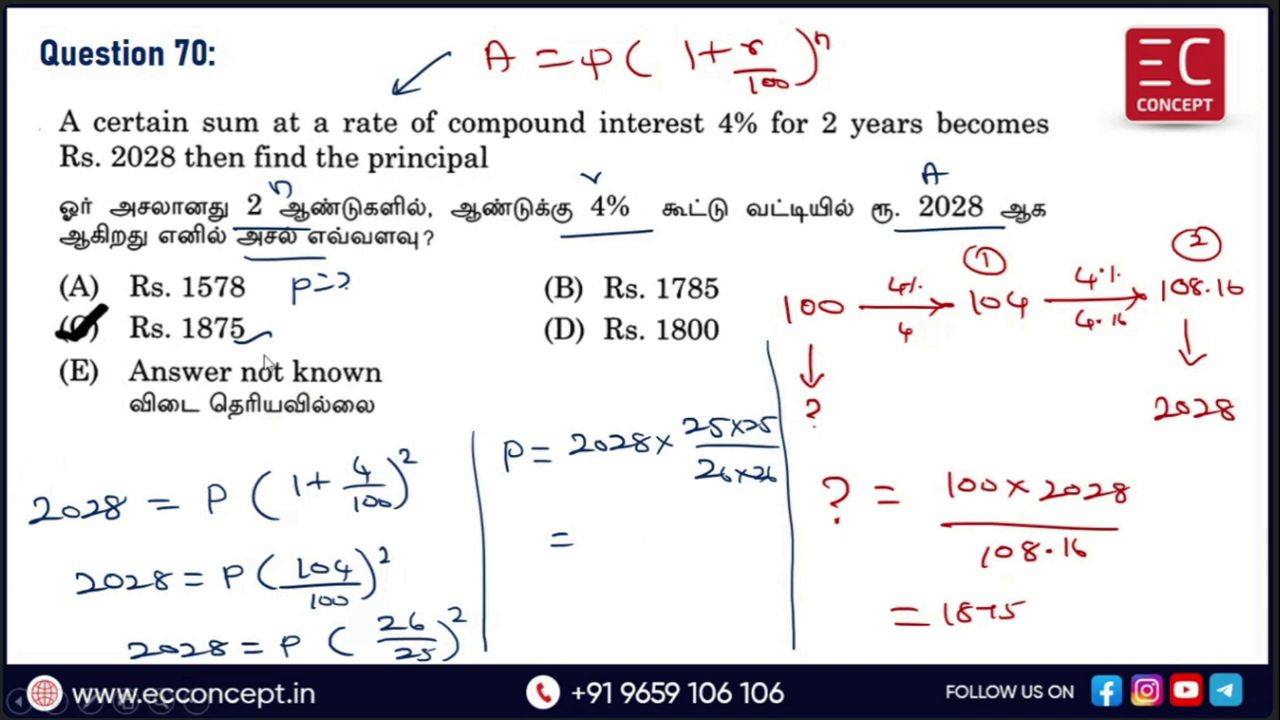 Question 70:
A = P ( 1 + r/100 )^n
EC
CONCEPT
A certain sum at a rate of compound interest 4% for 2 years becomes
Rs. 2028 then find the principal
n
r
A
ஓர் அசலானது 2 ஆண்டுகளில், ஆண்டுக்கு 4% கூட்டு வட்டியில் ரூ. 2028 ஆக
ஆகிறது எனில் அசல் எவ்வளவு?
(A) Rs. 1578
P=?
(B) Rs. 1785
(C) Rs. 1875
(D) Rs. 1800
(E) Answer not known
விடை தெரியவில்லை
① ②
100 4% 4 104 4% 4.16 108.16
? 2028
2028 = P ( 1 + 4/100 )^2
2028 = P ( 104/100 )^2
2028 = P ( 26/25 )^2
P = 2028 × 25×25/26×26
=
? = 100 × 2028 / 108.16
= 1875
www.ecconcept.in
+91 9659 106 106
FOLLOW US ON